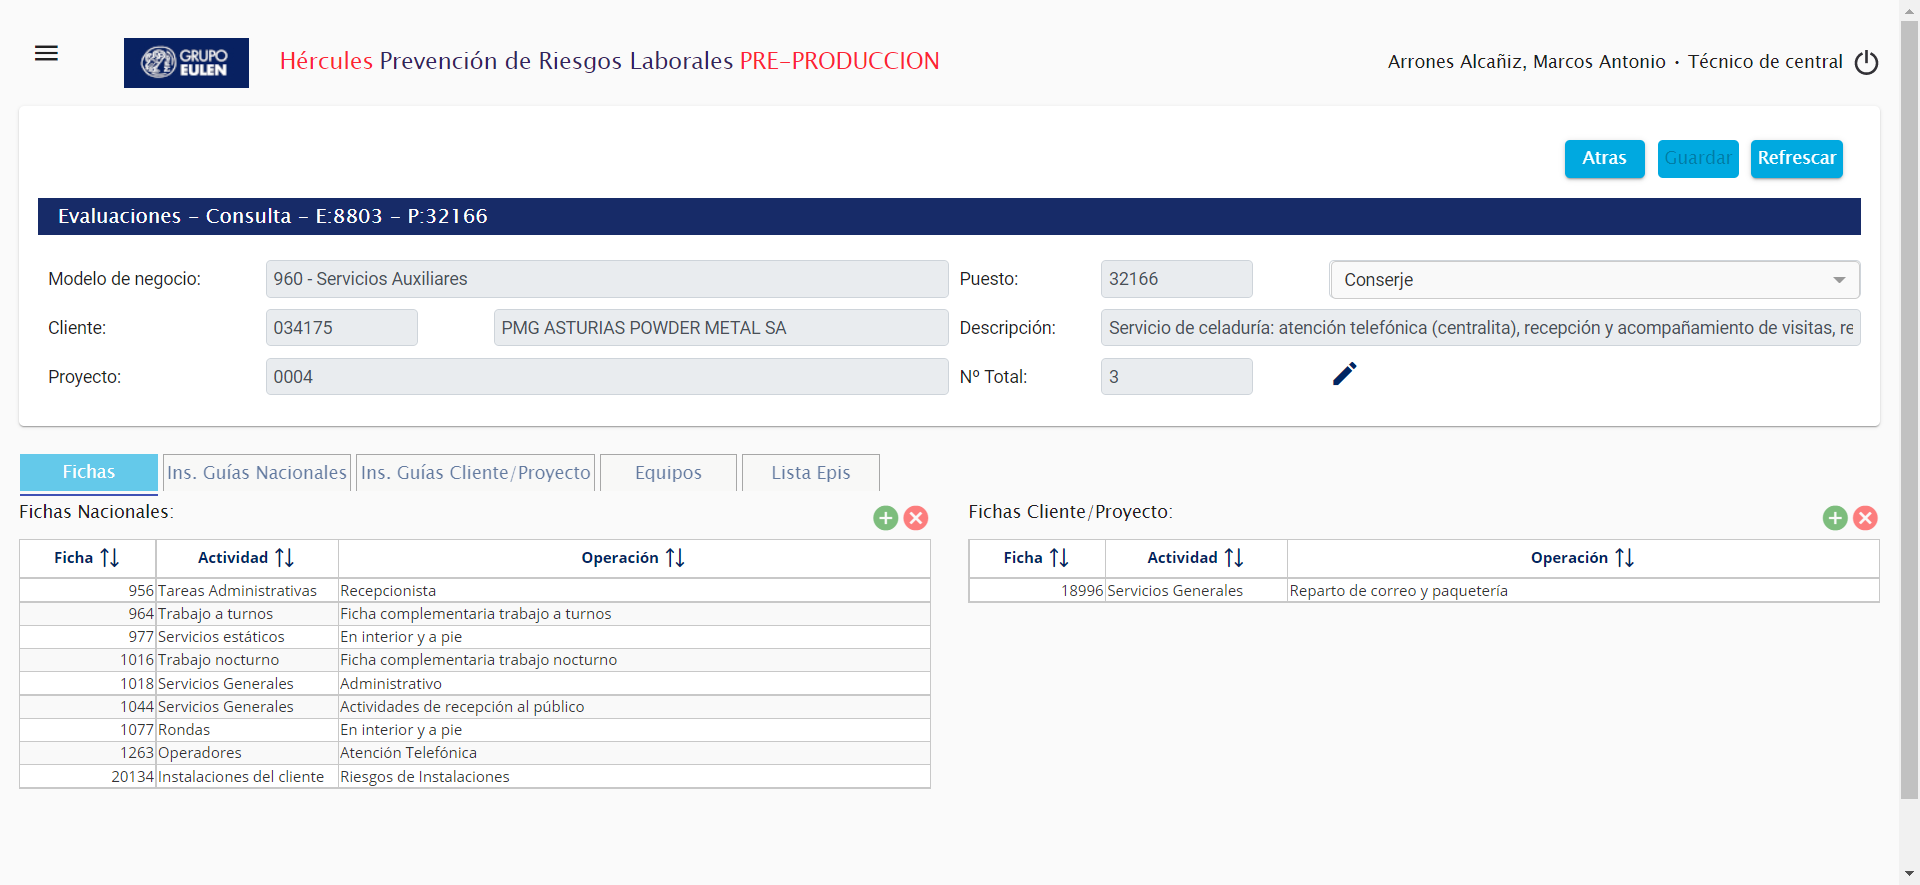 GRUPO
EULEN
Hércules Prevención de Riesgos Laborales PRE-PRODUCCION
Arrones Alcañiz, Marcos Antonio · Técnico de central
Atras Guardar Refrescar
Evaluaciones - Consulta - E:8803 - P:32166
Modelo de negocio: 960 - Servicios Auxiliares Puesto: 32166 Conserje
Cliente: 034175 PMG ASTURIAS POWDER METAL SA Descripción: Servicio de celaduría: atención telefónica (centralita), recepción y acompañamiento de visitas, re
Proyecto: 0004 Nº Total: 3
Fichas Ins. Guías Nacionales Ins. Guías Cliente/Proyecto Equipos Lista Epis
Fichas Nacionales:
Ficha Actividad Operación
956 Tareas Administrativas Recepcionista
964 Trabajo a turnos Ficha complementaria trabajo a turnos
977 Servicios estáticos En interior y a pie
1016 Trabajo nocturno Ficha complementaria trabajo nocturno
1018 Servicios Generales Administrativo
1044 Servicios Generales Actividades de recepción al público
1077 Rondas En interior y a pie
1263 Operadores Atención Telefónica
20134 Instalaciones del cliente Riesgos de Instalaciones
Fichas Cliente/Proyecto:
Ficha Actividad Operación
18996 Servicios Generales Reparto de correo y paquetería